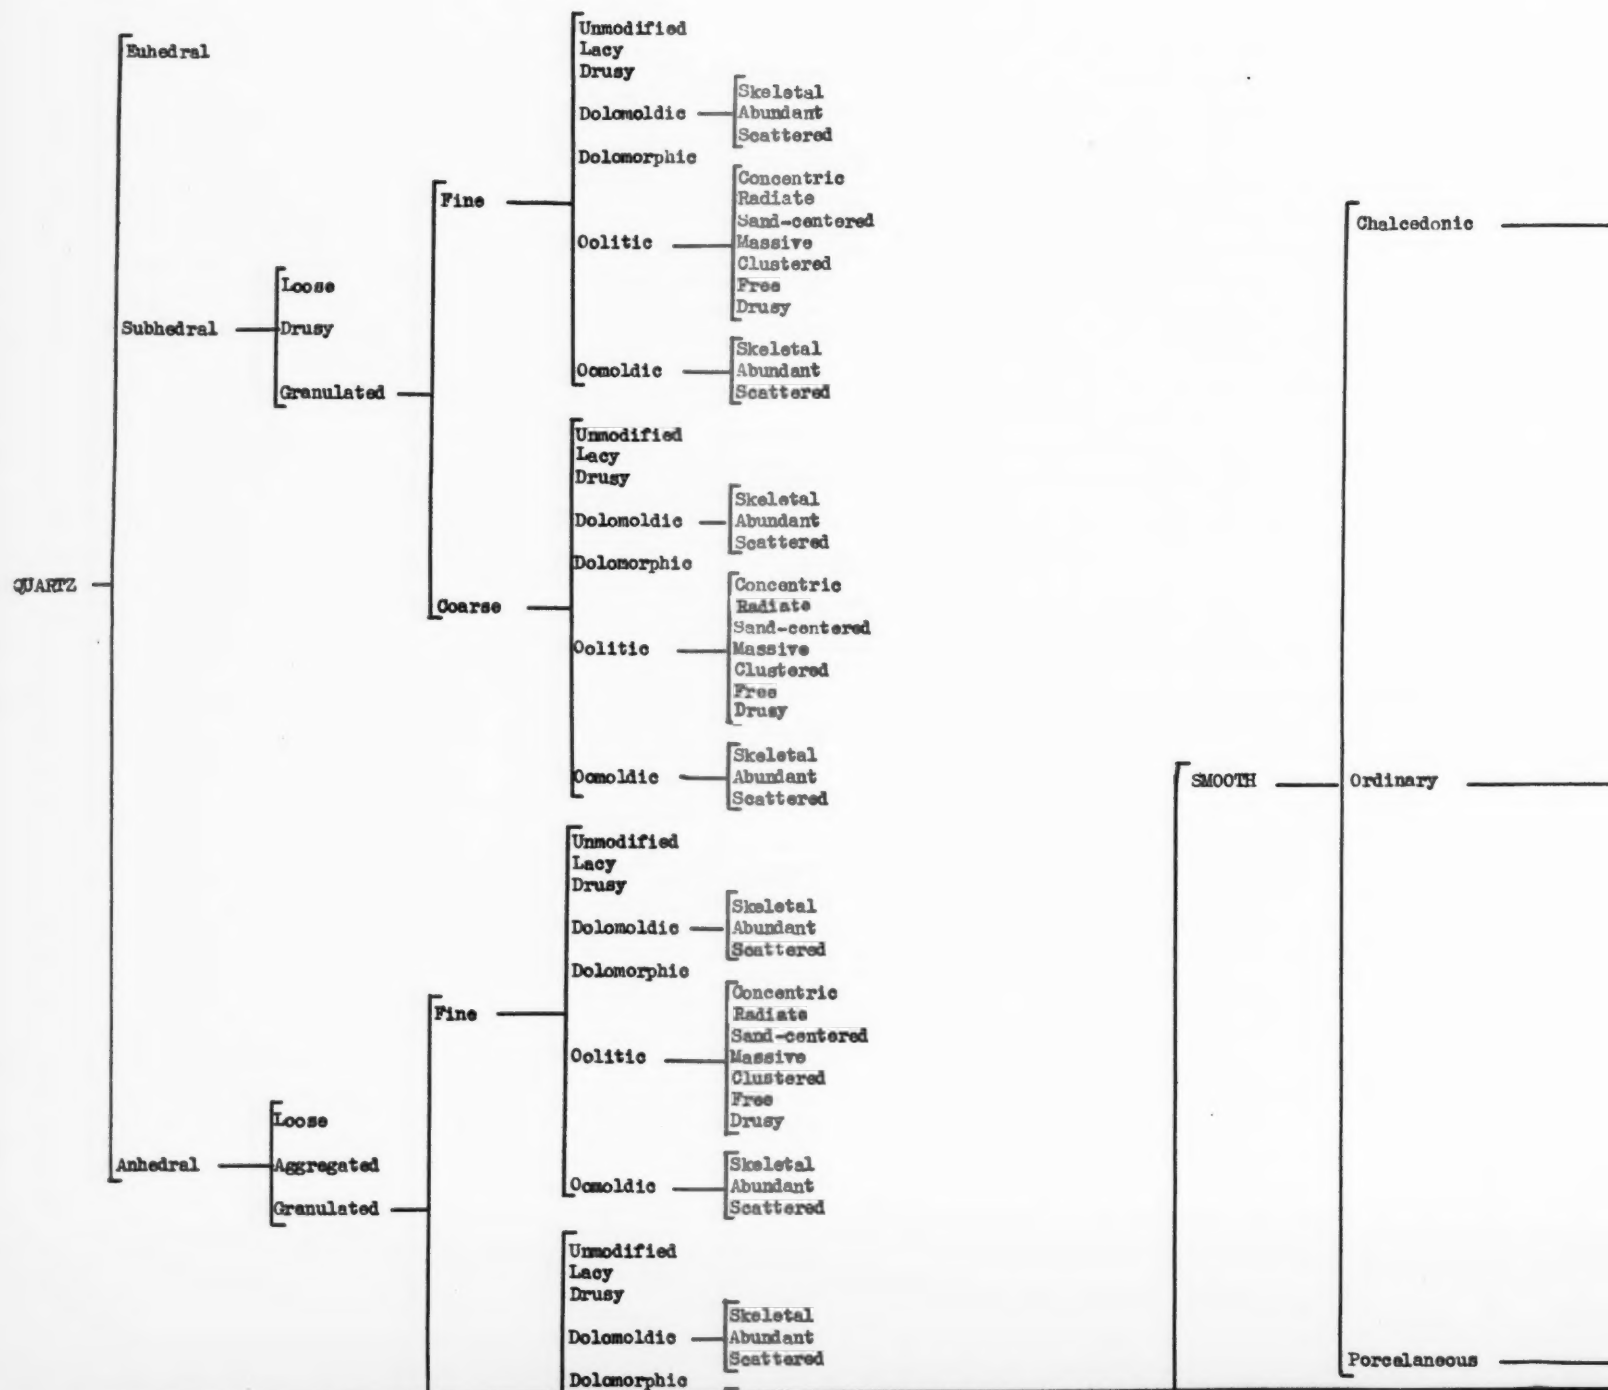 QUARTZ
Euhedral
Subhedral
Loose
Drusy
Granulated
Fine
Unmodified
Lacy
Drusy
Dolomoldic
Skeletal
Abundant
Scattered
Dolomorphic
Oolitic
Concentric
Radiate
Sand-centered
Massive
Clustered
Free
Drusy
Oomoldic
Skeletal
Abundant
Scattered
Coarse
Unmodified
Lacy
Drusy
Dolomoldic
Skeletal
Abundant
Scattered
Dolomorphic
Oolitic
Concentric
Radiate
Sand-centered
Massive
Clustered
Free
Drusy
Oomoldic
Skeletal
Abundant
Scattered
Anhedral
Loose
Aggregated
Granulated
Fine
Unmodified
Lacy
Drusy
Dolomoldic
Skeletal
Abundant
Scattered
Dolomorphic
Oolitic
Concentric
Radiate
Sand-centered
Massive
Clustered
Free
Drusy
Oomoldic
Skeletal
Abundant
Scattered
Unmodified
Lacy
Drusy
Dolomoldic
Skeletal
Abundant
Scattered
Dolomorphic
SMOOTH
Chalcedonic
Ordinary
Porcelaneous